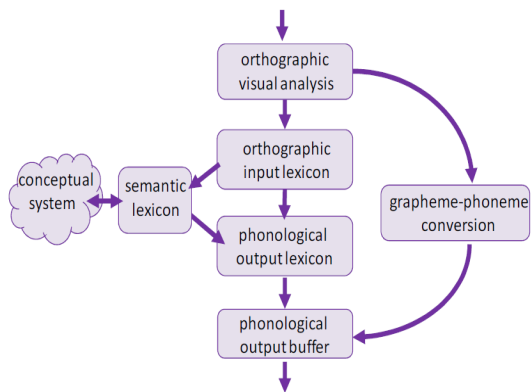 orthographic
visual analysis
orthographic
input lexicon
conceptual
system
semantic
lexicon
grapheme-phoneme
conversion
phonological
output lexicon
phonological
output buffer